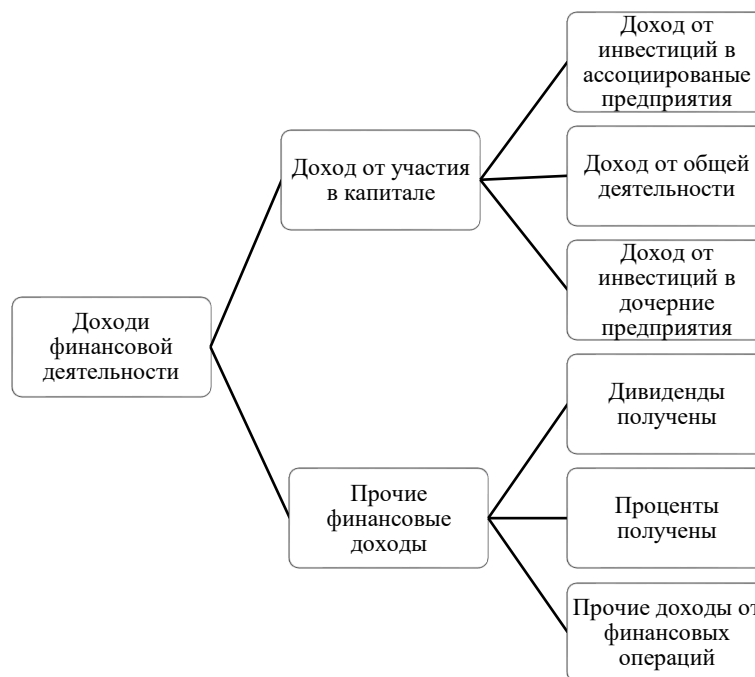 Доходи
финансовой
деятельности
Доход от участия
в капитале
Доход от
инвестиций в
ассоциированые
предприятия
Доход от общей
деятельности
Доход от
инвестиций в
дочерние
предприятия
Прочие
финансовые
доходы
Дивиденды
получены
Проценты
получены
Прочие доходы от
финансовых
операций